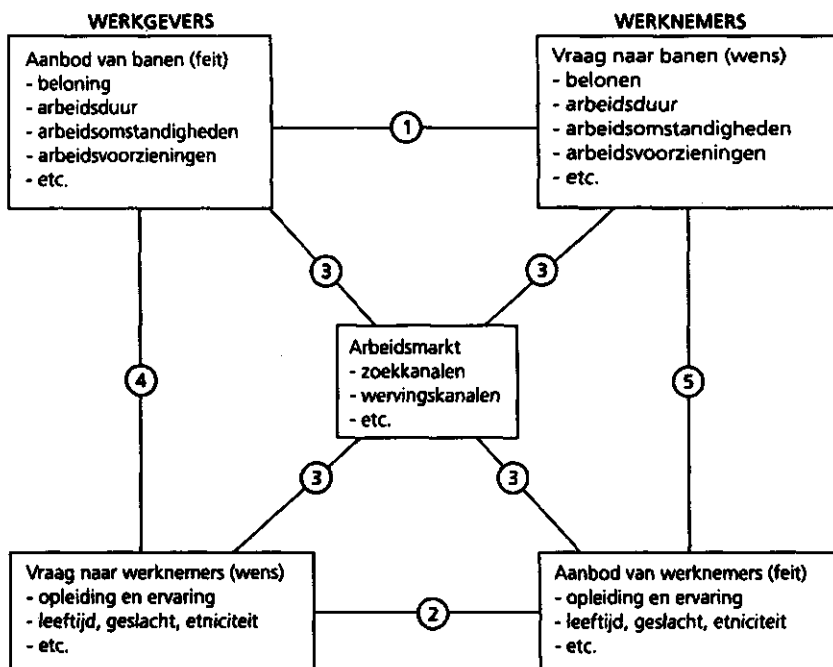 WERKGEVERS
Aanbod van banen (feit)
- beloning
- arbeidsduur
- arbeidsomstandigheden
- arbeidsvoorzieningen
- etc.
WERKNEMERS
Vraag naar banen (wens)
- belonen
- arbeidsduur
- arbeidsomstandigheden
- arbeidsvoorzieningen
- etc.
1
3
3
Arbeidsmarkt
- zoekkanalen
- wervingskanalen
- etc.
4
5
3
3
Vraag naar werknemers (wens)
- opleiding en ervaring
- leeftijd, geslacht, etniciteit
- etc.
2
Aanbod van werknemers (feit)
- opleiding en ervaring
- leeftijd, geslacht, etniciteit
- etc.